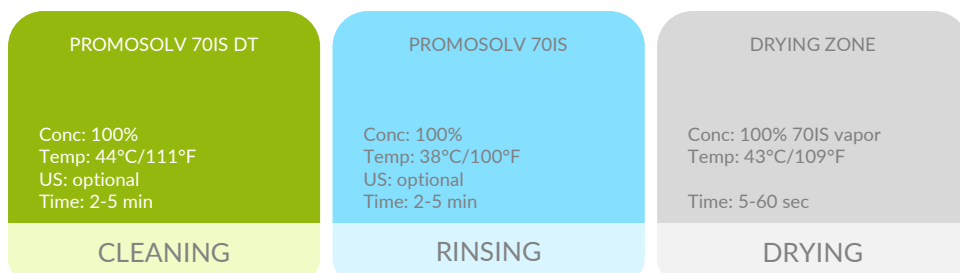 PROMOSOLV 70IS DT
Conc: 100%
Temp: 44°C/111°F
US: optional
Time: 2-5 min
CLEANING
PROMOSOLV 70IS
Conc: 100%
Temp: 38°C/100°F
US: optional
Time: 2-5 min
RINSING
DRYING ZONE
Conc: 100% 70IS vapor
Temp: 43°C/109°F
Time: 5-60 sec
DRYING